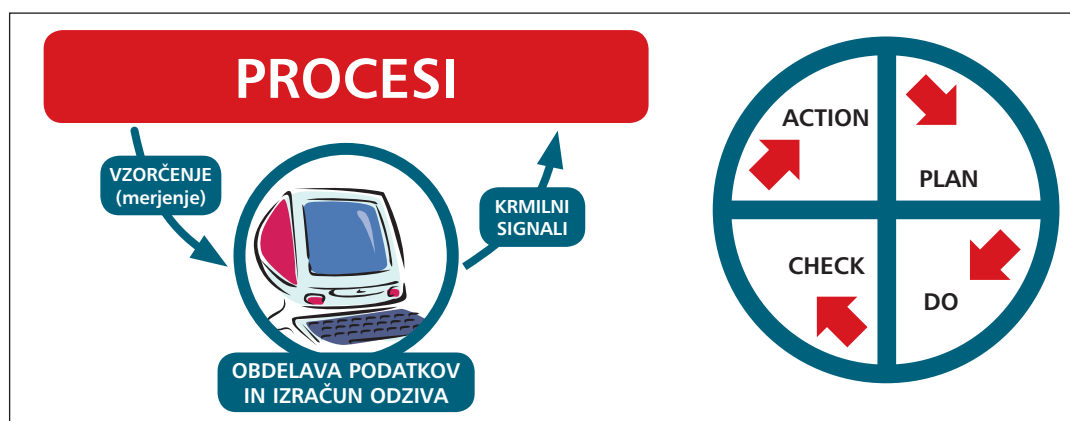 PROCESI
VZORČENJE
(merjenje)
KRMILNI
SIGNALI
OBDELAVA PODATKOV
IN IZRAČUN ODZIVA
ACTION
PLAN
CHECK
DO